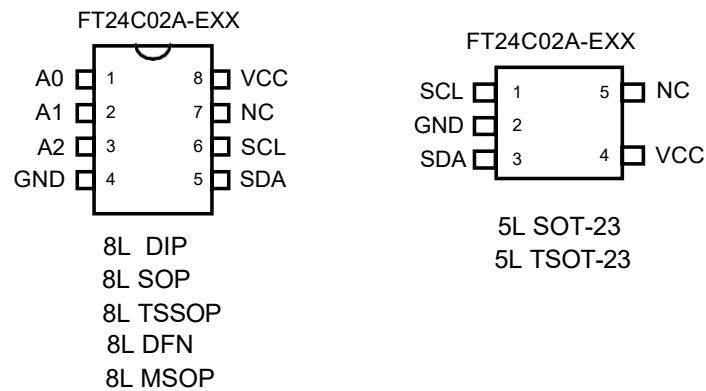 FT24C02A-EXX
A0 1 8 VCC
A1 2 7 NC
A2 3 6 SCL
GND 4 5 SDA
8L DIP
8L SOP
8L TSSOP
8L DFN
8L MSOP
FT24C02A-EXX
SCL 1 5 NC
GND 2
SDA 3 4 VCC
5L SOT-23
5L TSOT-23